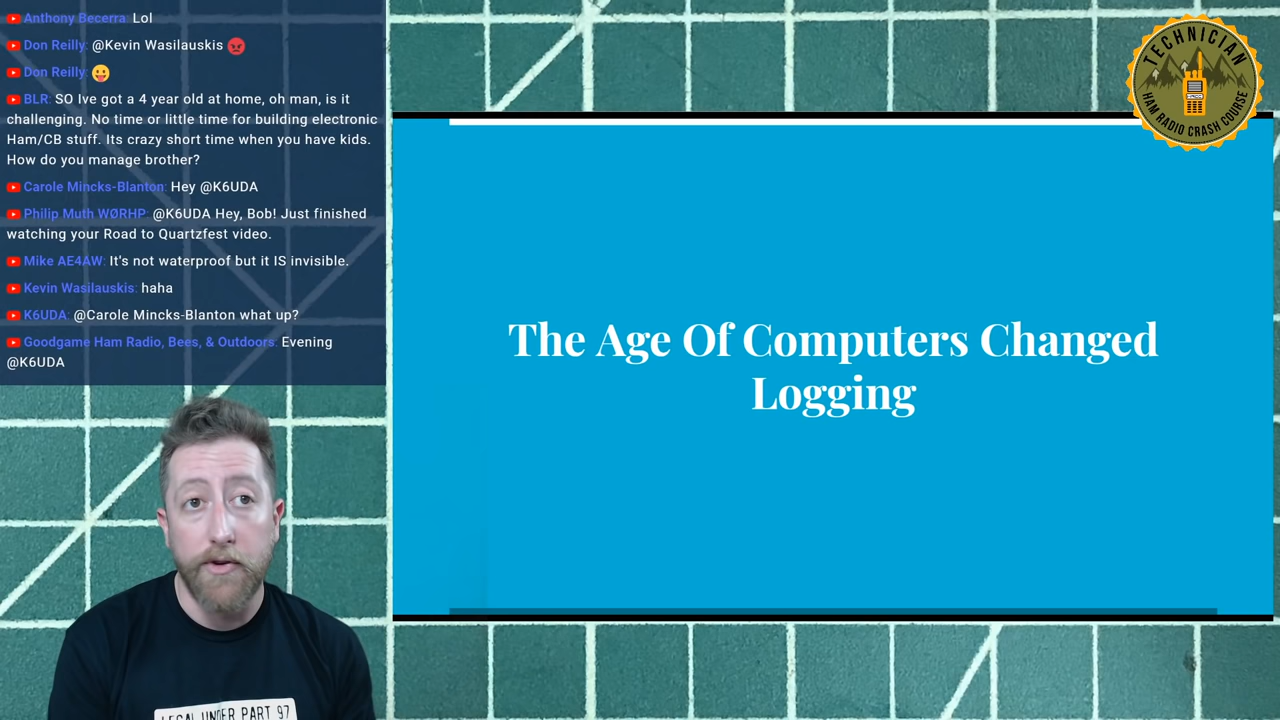 Anthony Becerra: Lol
Don Reilly: @Kevin Wasilauskis 😡
Don Reilly: 😛
BLR: SO Ive got a 4 year old at home, oh man, is it
challenging. No time or little time for building electronic
Ham/CB stuff. Its crazy short time when you have kids.
How do you manage brother?
Carole Mincks-Blanton: Hey @K6UDA
Philip Muth WØRHP: @K6UDA Hey, Bob! Just finished
watching your Road to Quartzfest video.
Mike AE4AW: It's not waterproof but it IS invisible.
Kevin Wasilauskis: haha
K6UDA: @Carole Mincks-Blanton what up?
Goodgame Ham Radio, Bees, & Outdoors: Evening
@K6UDA
TECHNICIAN
HAM RADIO CRASH COURSE
The Age Of Computers Changed
Logging
LEGAL UNDER PART 97